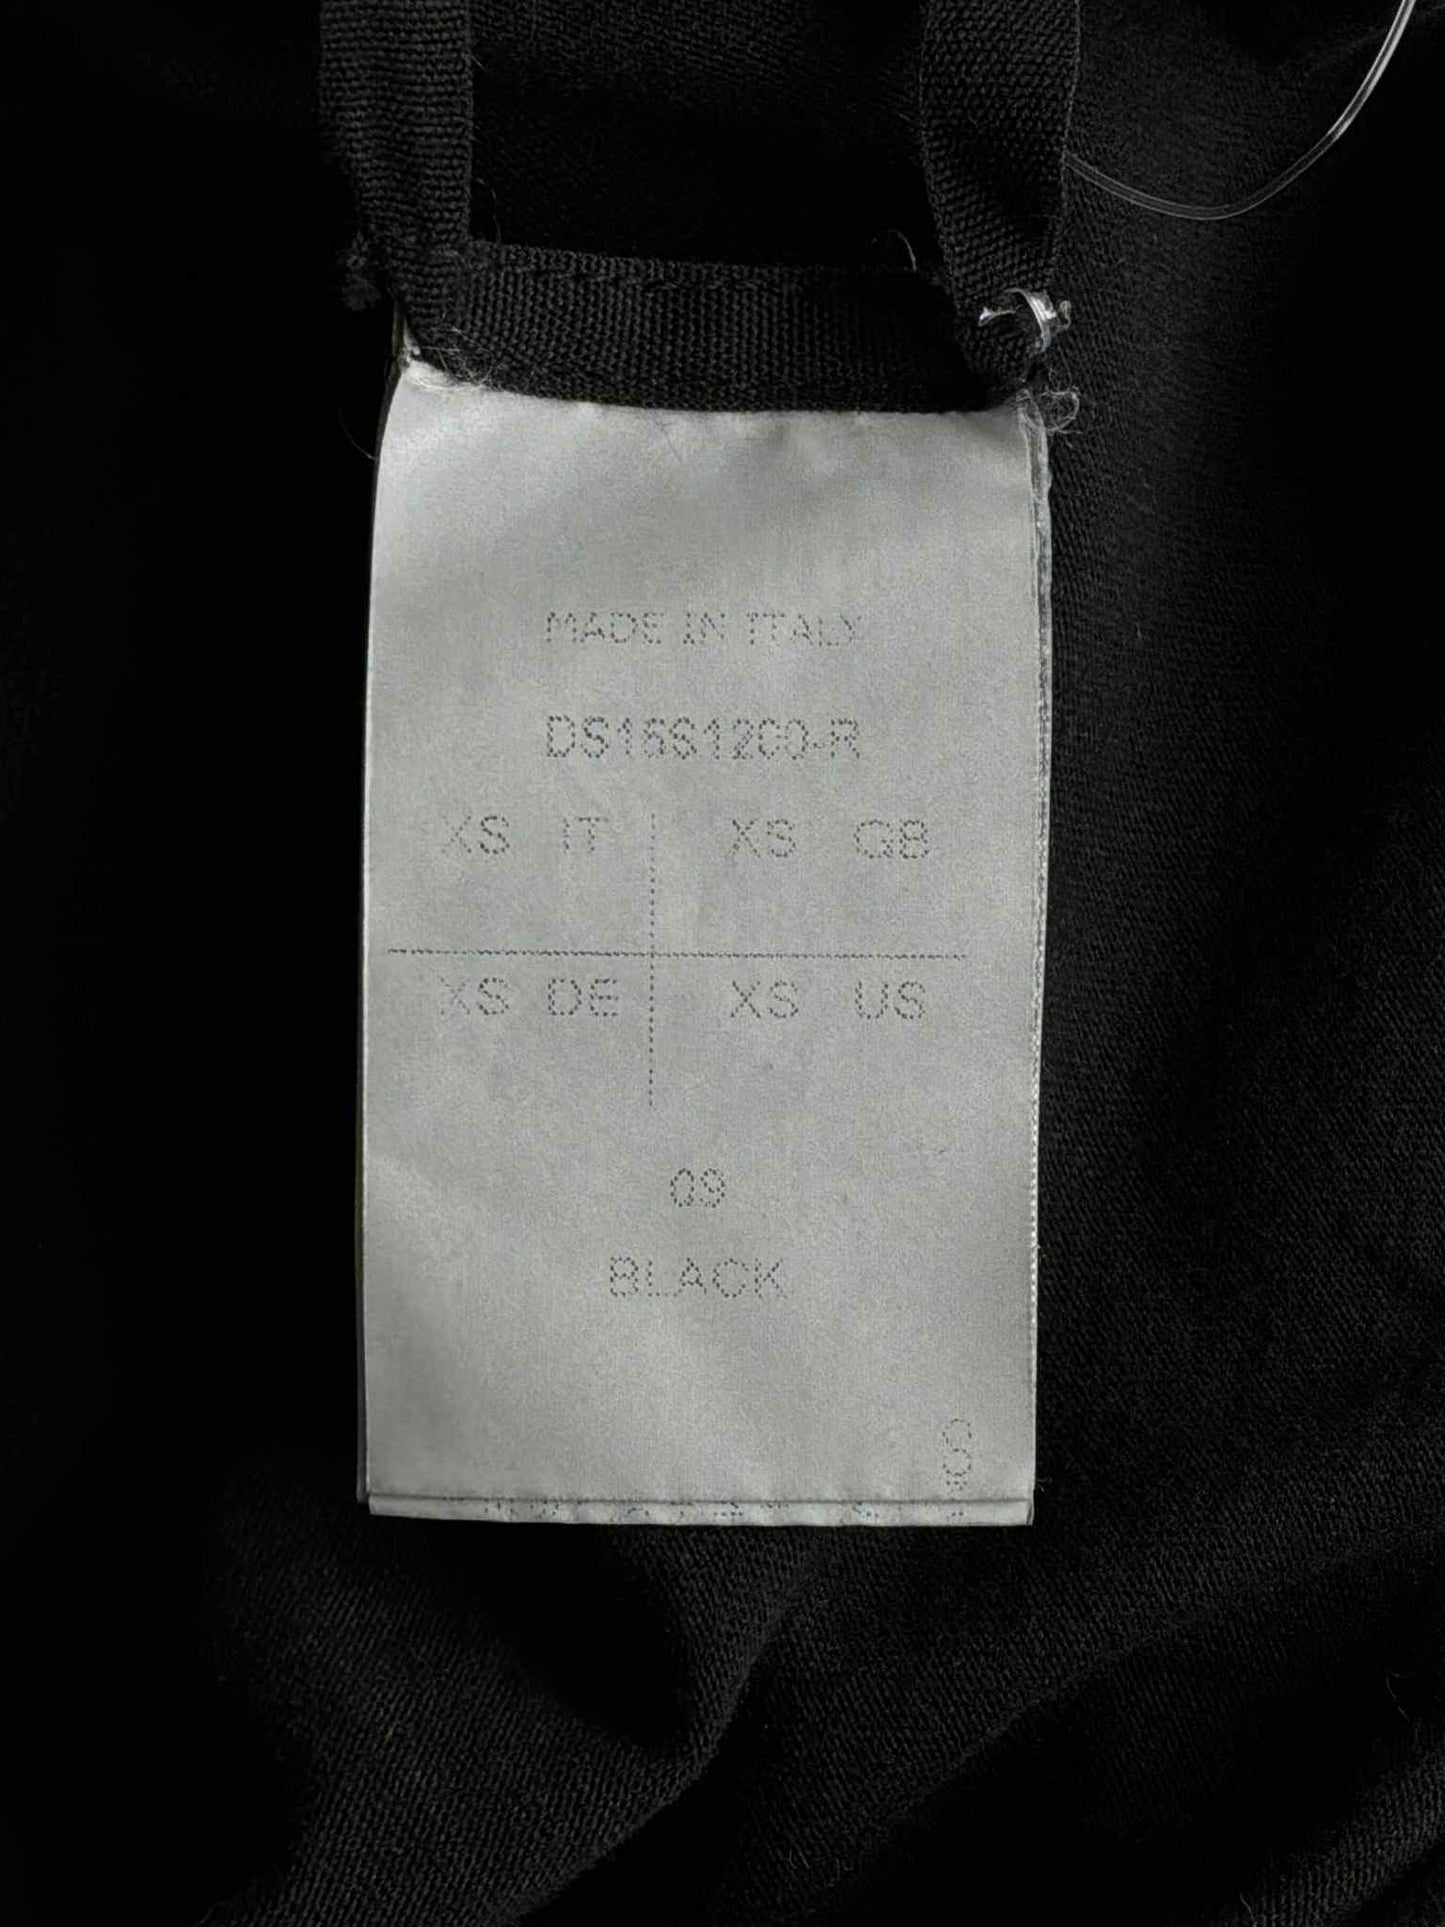 MADE IN ITALY
DS16S1200-R
XS IT XS GB
XS DE XS US
09
BLACK